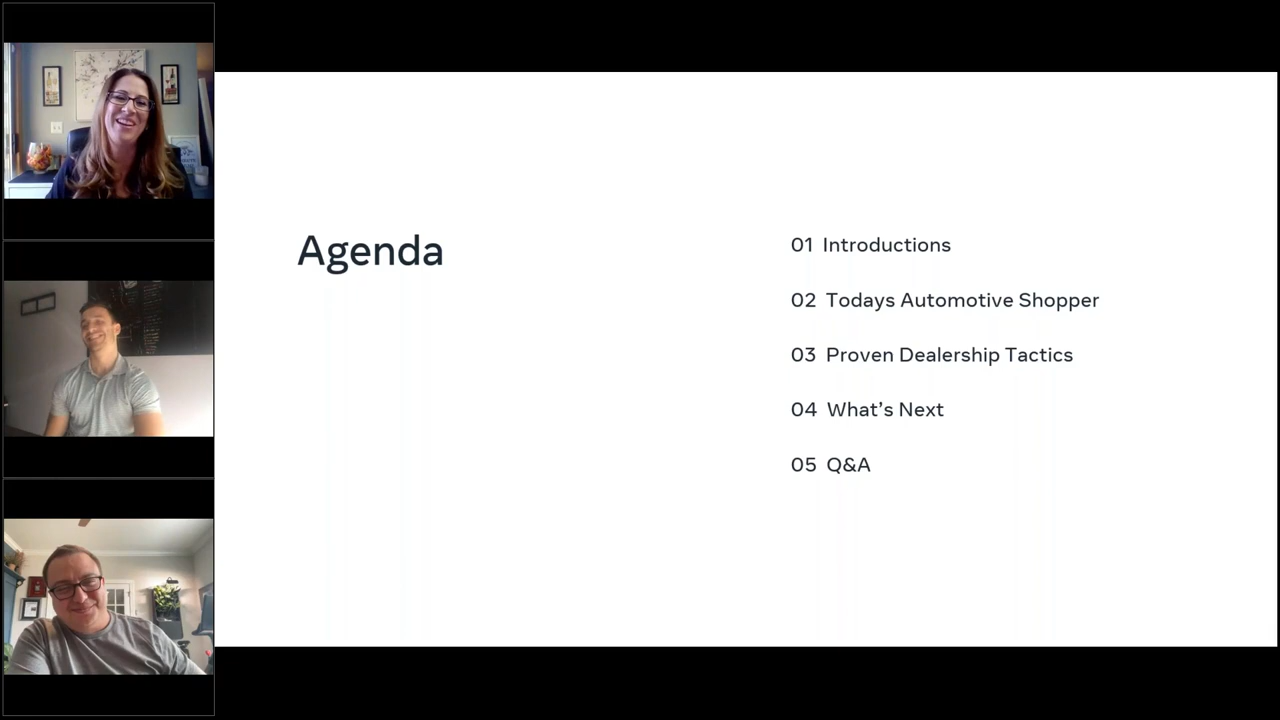 Agenda
01 Introductions
02 Todays Automotive Shopper
03 Proven Dealership Tactics
04 What’s Next
05 Q&A